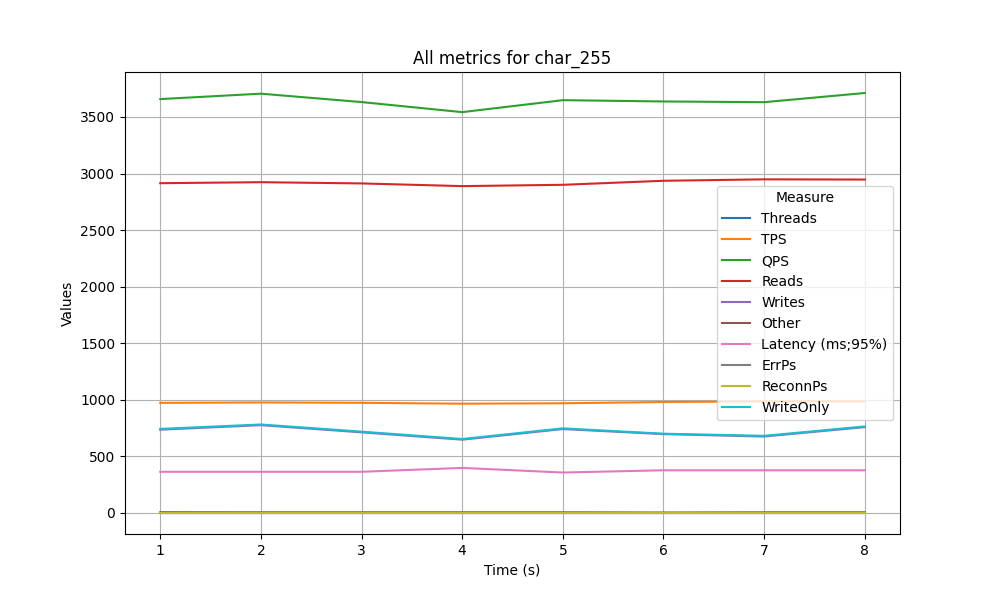 All metrics for char_255
Values
3500
3000
2500
2000
1500
1000
500
0
Measure
Threads
TPS
QPS
Reads
Writes
Other
Latency (ms;95%)
ErrPs
ReconnPs
WriteOnly
1 2 3 4 5 6 7 8
Time (s)